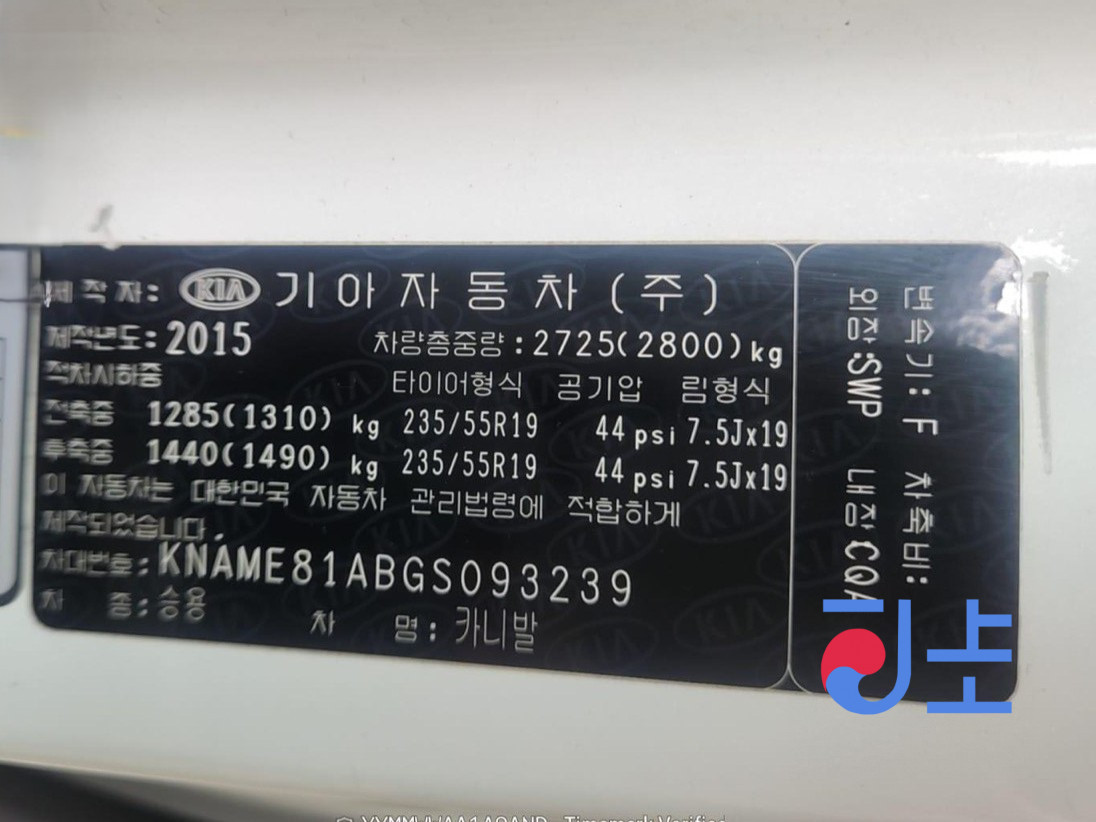 제 작 자: KIA 기 아 자 동 차 ( 주 )
제작년도: 2015 차량총중량: 2725(2800) kg
적차시하중 타이어형식 공기압 림형식
전축중 1285(1310) kg 235/55R19 44 psi 7.5Jx19
후축중 1440(1490) kg 235/55R19 44 psi 7.5Jx19
이 자동차는 대한민국 자동차 관리법령에 적합하게
제작되었습니다.
차대번호: KNAME81ABGS093239
차 종: 승용 차 명: 카니발
변속기: F 차축비:
외장:SWP 내장:CQA